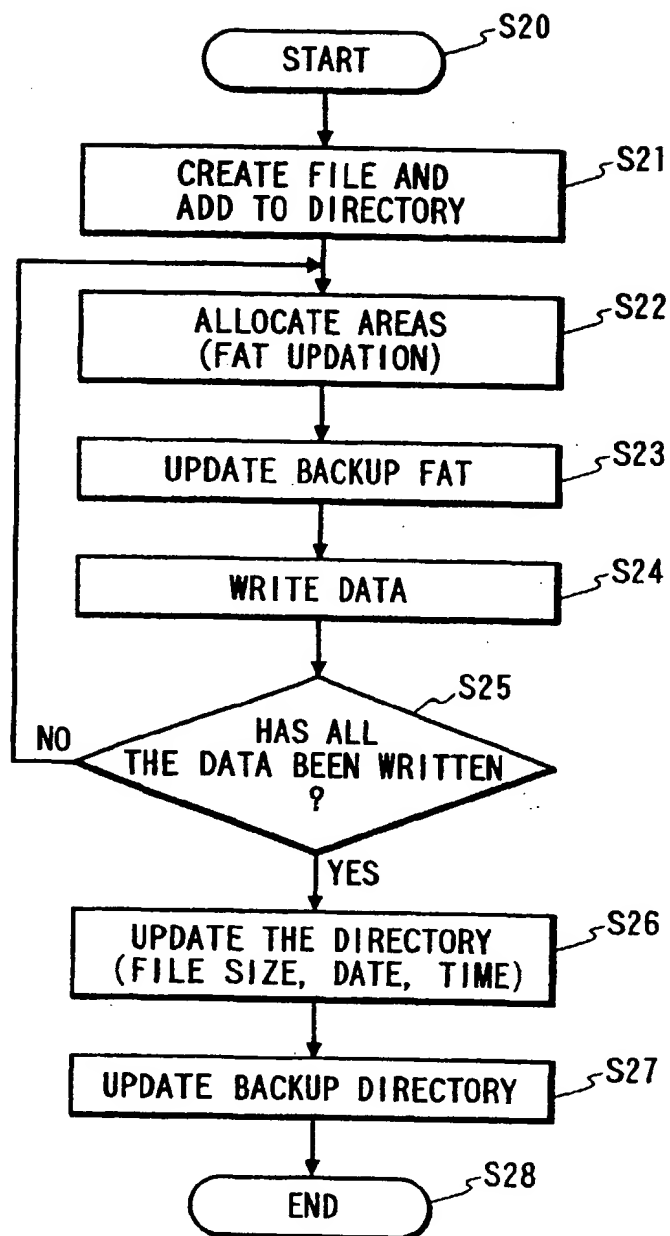 S20
START
S21
CREATE FILE AND
ADD TO DIRECTORY
S22
ALLOCATE AREAS
(FAT UPDATION)
S23
UPDATE BACKUP FAT
S24
WRITE DATA
S25
HAS ALL
THE DATA BEEN WRITTEN
?
NO
YES
S26
UPDATE THE DIRECTORY
(FILE SIZE, DATE, TIME)
S27
UPDATE BACKUP DIRECTORY
S28
END